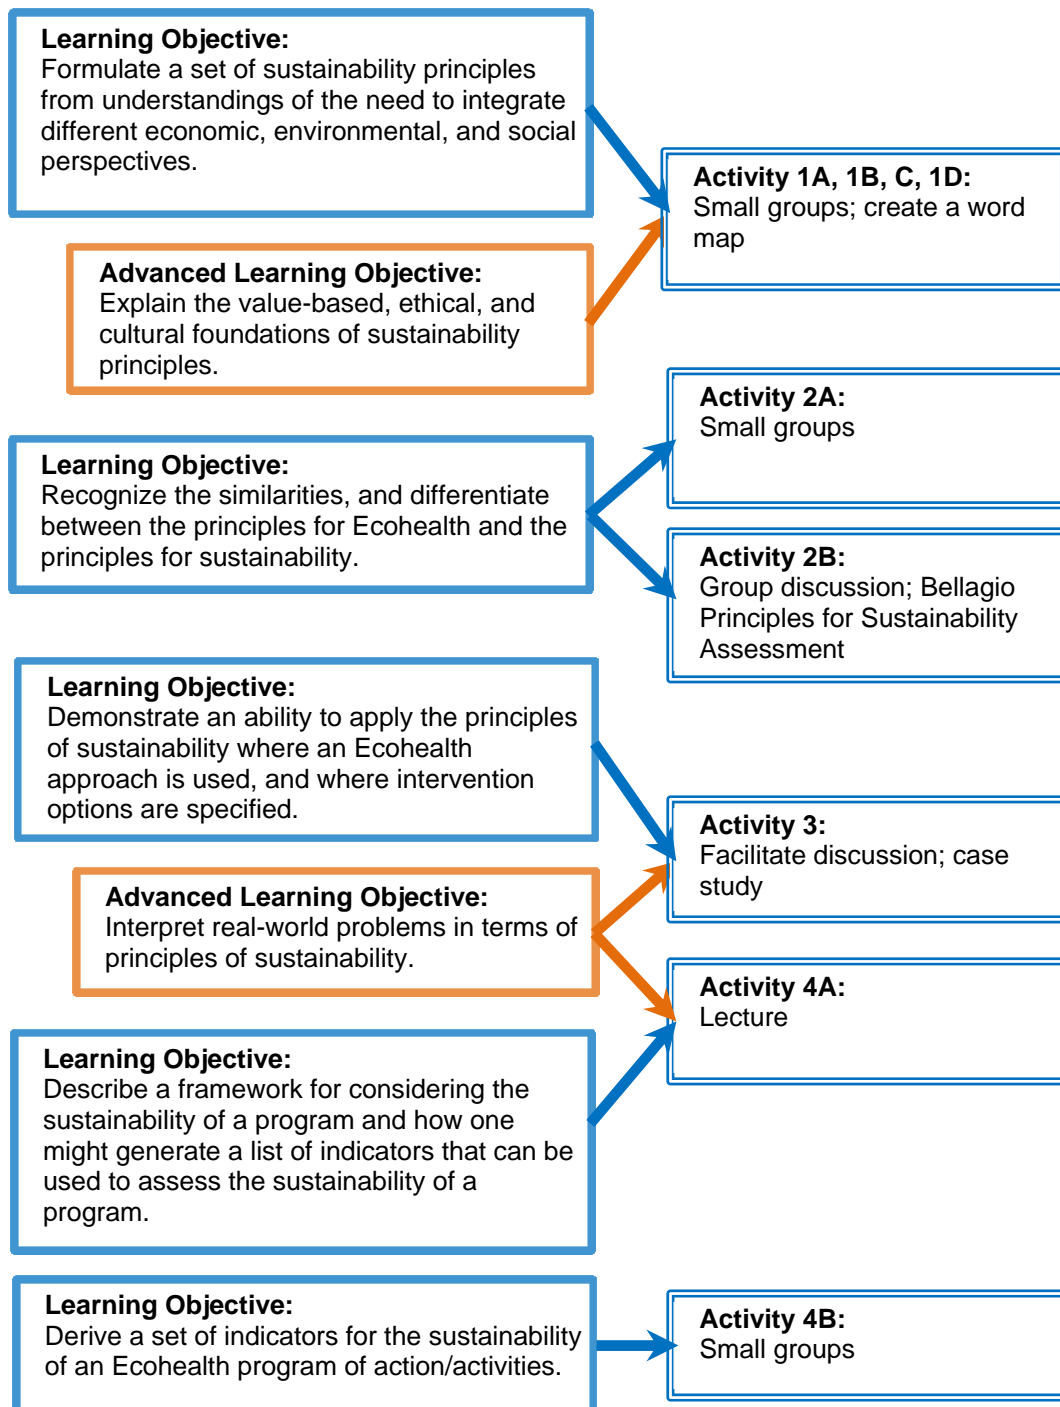 Learning Objective:
Formulate a set of sustainability principles
from understandings of the need to integrate
different economic, environmental, and social
perspectives.
Activity 1A, 1B, C, 1D:
Small groups; create a word
map
Advanced Learning Objective:
Explain the value-based, ethical, and
cultural foundations of sustainability
principles.
Activity 2A:
Small groups
Learning Objective:
Recognize the similarities, and differentiate
between the principles for Ecohealth and the
principles for sustainability.
Activity 2B:
Group discussion; Bellagio
Principles for Sustainability
Assessment
Learning Objective:
Demonstrate an ability to apply the principles
of sustainability where an Ecohealth
approach is used, and where intervention
options are specified.
Activity 3:
Facilitate discussion; case
study
Advanced Learning Objective:
Interpret real-world problems in terms of
principles of sustainability.
Activity 4A:
Lecture
Learning Objective:
Describe a framework for considering the
sustainability of a program and how one
might generate a list of indicators that can be
used to assess the sustainability of a
program.
Learning Objective:
Derive a set of indicators for the sustainability
of an Ecohealth program of action/activities.
Activity 4B:
Small groups